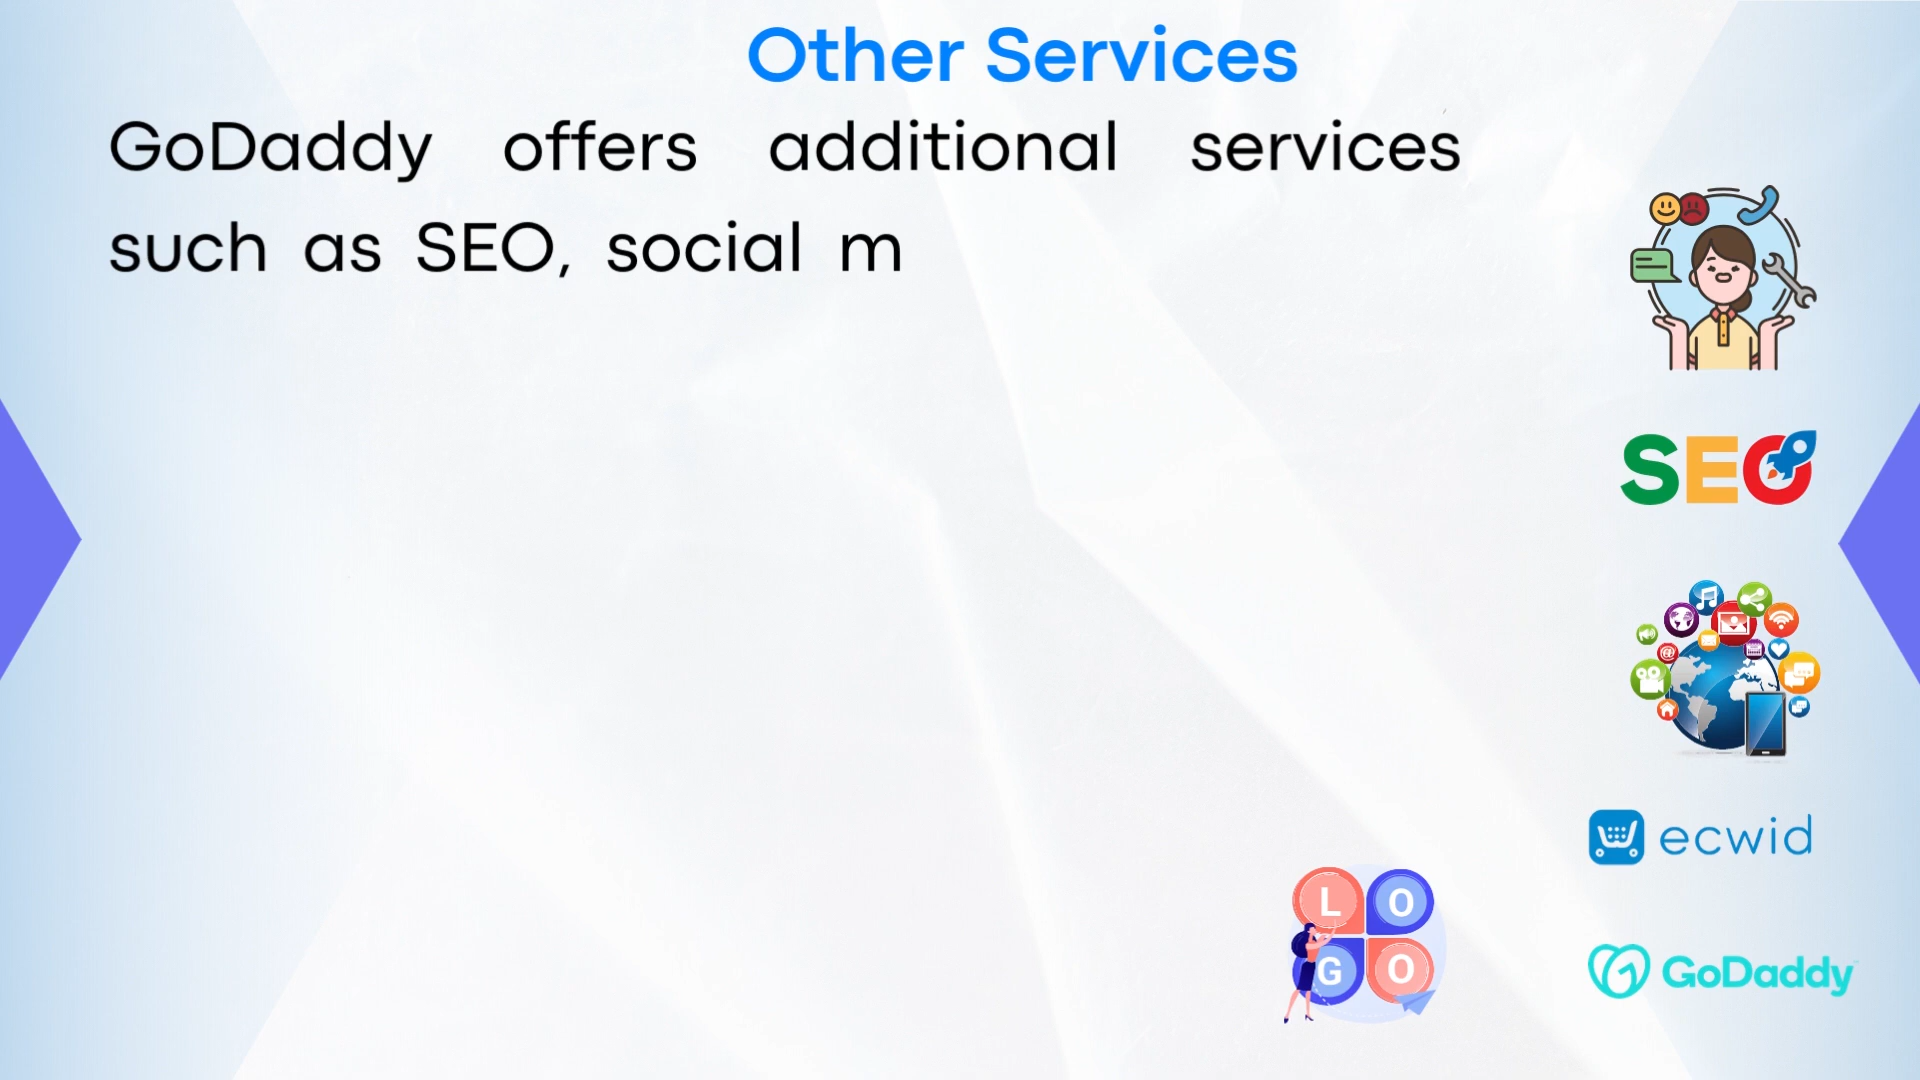 Other Services
GoDaddy offers additional services
such as SEO, social m
SEO
ecwid
L O
G O
GoDaddy